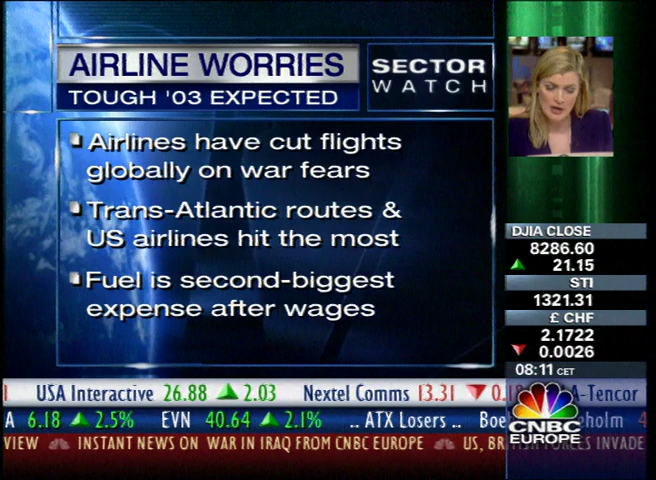 AIRLINE WORRIES
TOUGH '03 EXPECTED
SECTOR
WATCH
Airlines have cut flights
globally on war fears
Trans-Atlantic routes &
US airlines hit the most
Fuel is second-biggest
expense after wages
DJIA CLOSE
8286.60
21.15
STI
1321.31
£ CHF
2.1722
0.0026
08:11 CET
USA Interactive 26.88 2.03 Nextel Comms 13.31 A-Tencor
A 6.18 2.5% EVN 40.64 2.1% .. ATX Losers ..
VIEW INSTANT NEWS ON WAR IN IRAQ FROM CNBC EUROPE US, FORCES INVADE
CNBC
EUROPE